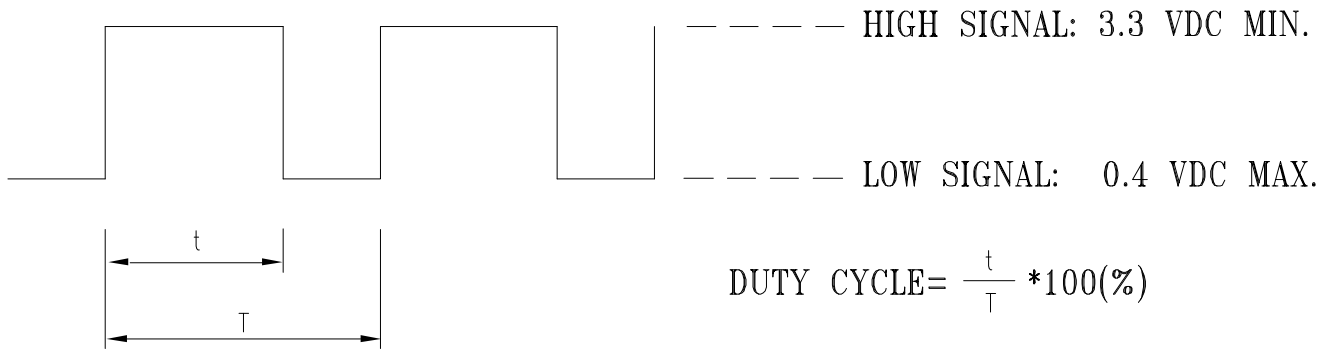 HIGH SIGNAL: 3.3 VDC MIN.
LOW SIGNAL: 0.4 VDC MAX.
t
T
DUTY CYCLE= t/T *100(%)